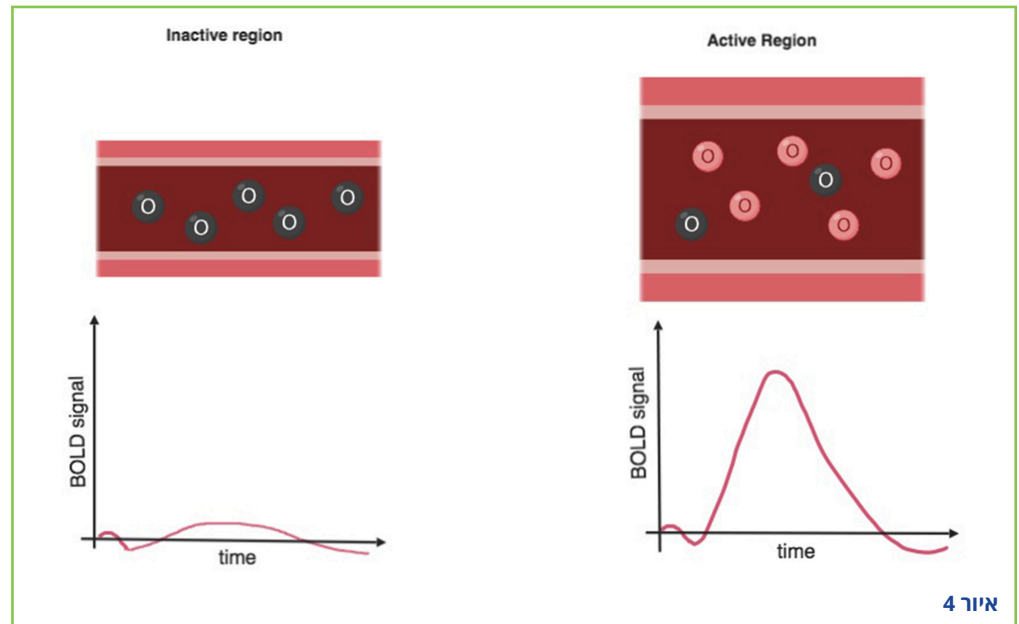 Inactive region
Active Region
O
O
O
O
O
O
O
O
O
O
O
O
BOLD signal
time
BOLD signal
time
איור 4